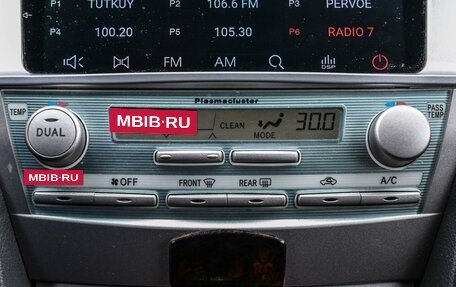 P1 TUTKUY P2 106.6 FM P5 PERVOE
P4 100.20 P3 105.30 P6 RADIO 7
FM AM DSP
Plasmacluster
TEMP DUAL MBIB·RU CLEAN MODE 30.0 PASS TEMP
MBIB·RU OFF FRONT REAR A/C